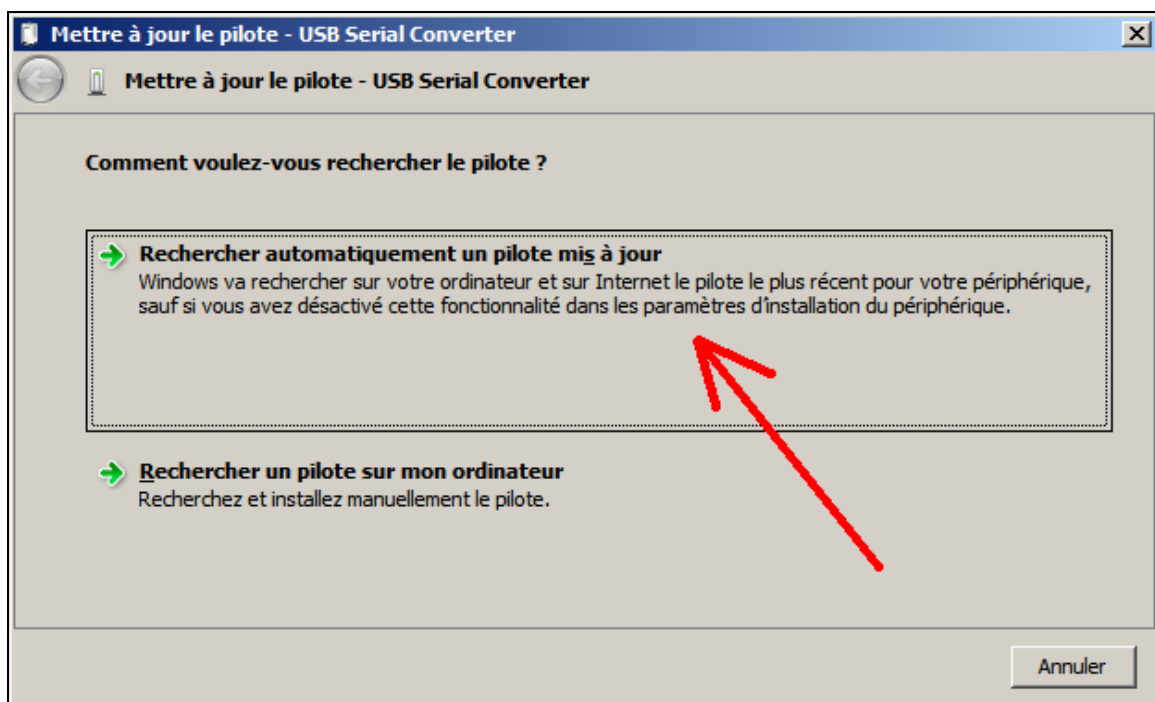 Mettre à jour le pilote - USB Serial Converter
Mettre à jour le pilote - USB Serial Converter
Comment voulez-vous rechercher le pilote ?
Rechercher automatiquement un pilote mis à jour
Windows va rechercher sur votre ordinateur et sur Internet le pilote le plus récent pour votre périphérique,
sauf si vous avez désactivé cette fonctionnalité dans les paramètres d'installation du périphérique.
Rechercher un pilote sur mon ordinateur
Recherchez et installez manuellement le pilote.
Annuler